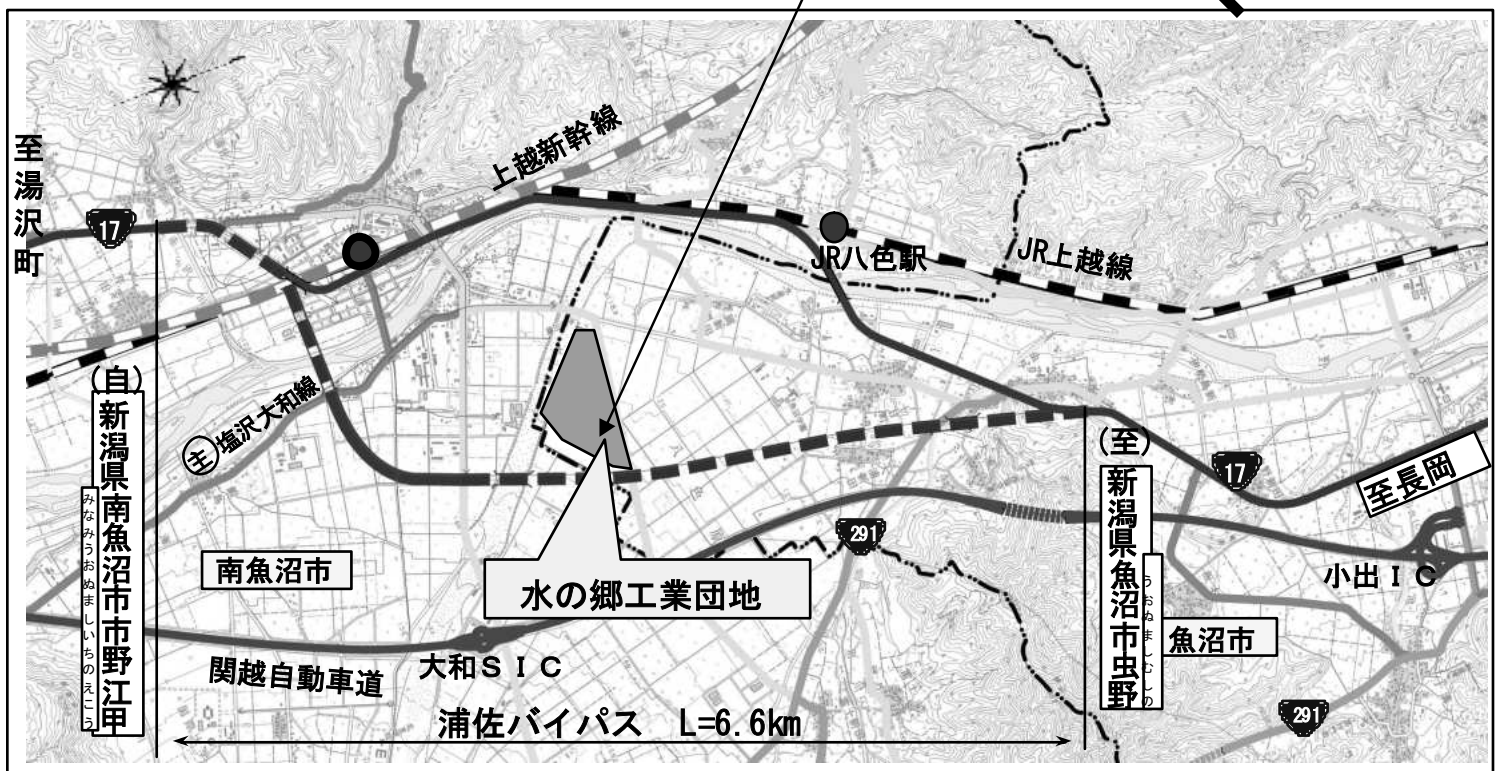 上越新幹線
至湯沢町
17
JR八色駅
JR上越線
(自)
新潟県南魚沼市市野江甲
みなみうおぬましいちのえこう
主 塩沢大和線
(至)
新潟県魚沼市虫野
うおぬましむしの
17
至長岡
291
南魚沼市
水の郷工業団地
小出ＩＣ
魚沼市
関越自動車道
大和ＳＩＣ
291
浦佐バイパス　L=6.6km